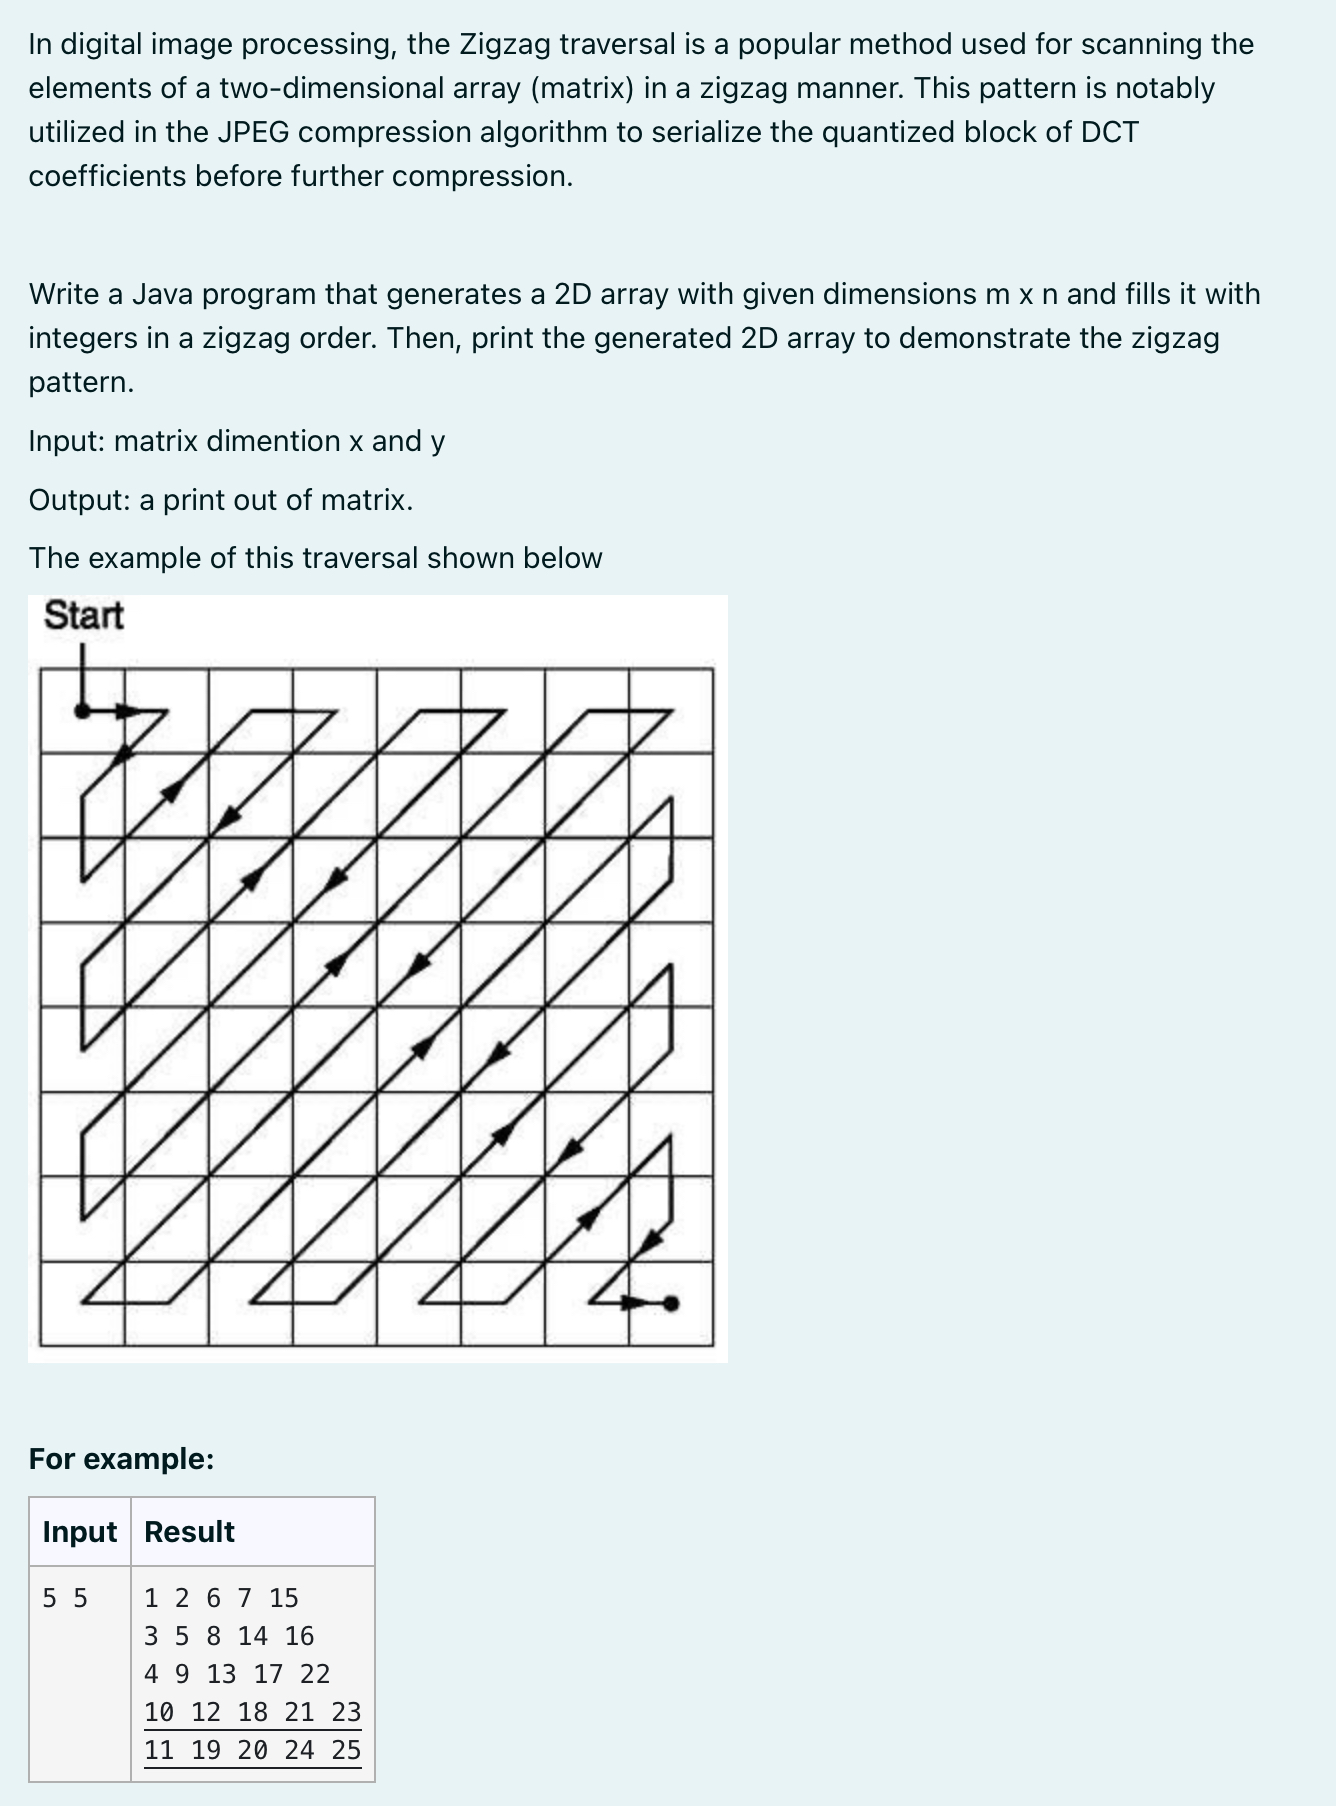 In digital image processing, the Zigzag traversal is a popular method used for scanning the
elements of a two-dimensional array (matrix) in a zigzag manner. This pattern is notably
utilized in the JPEG compression algorithm to serialize the quantized block of DCT
coefficients before further compression.
Write a Java program that generates a 2D array with given dimensions m x n and fills it with
integers in a zigzag order. Then, print the generated 2D array to demonstrate the zigzag
pattern.
Input: matrix dimention x and y
Output: a print out of matrix.
The example of this traversal shown below
Start
For example:
Input Result
5 5 1 2 6 7 15
3 5 8 14 16
4 9 13 17 22
10 12 18 21 23
11 19 20 24 25